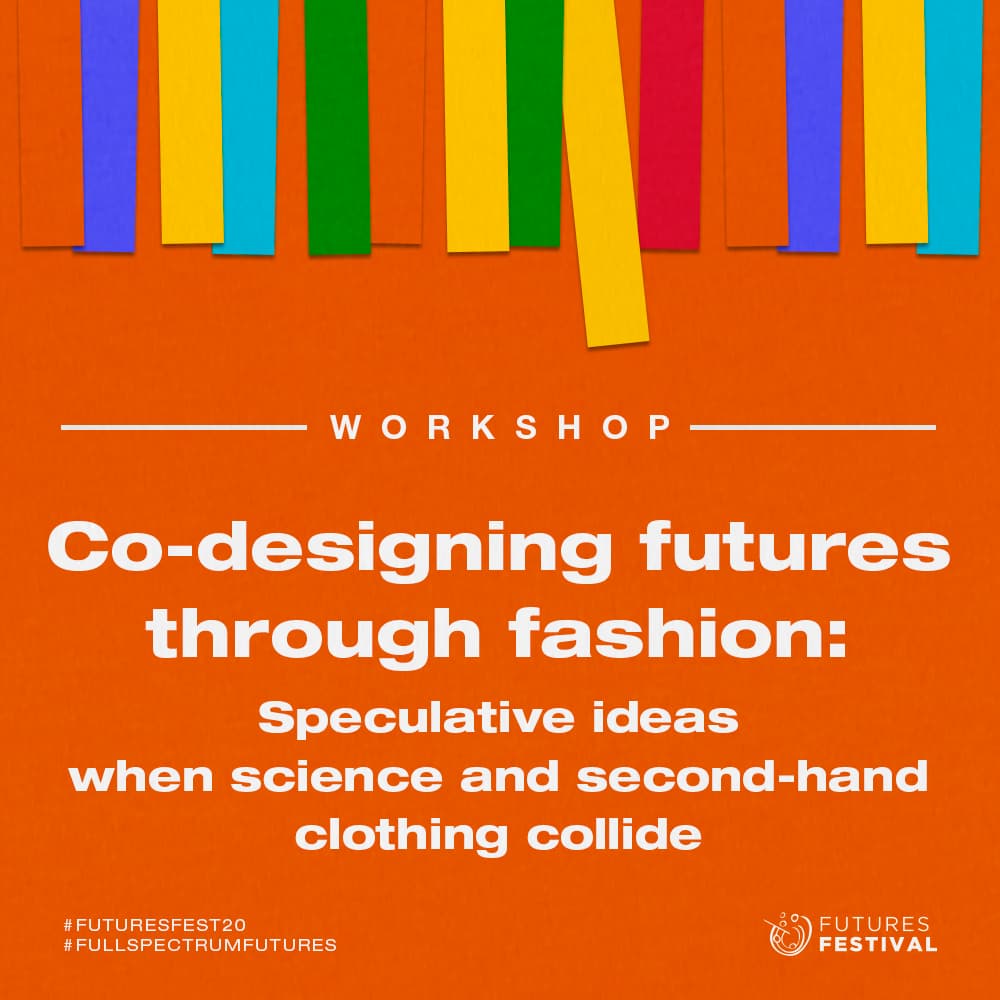 WORKSHOP
Co-designing futures
through fashion:
Speculative ideas
when science and second-hand
clothing collide
#FUTURESFEST20
#FULLSPECTRUMFUTURES
FUTURES
FESTIVAL